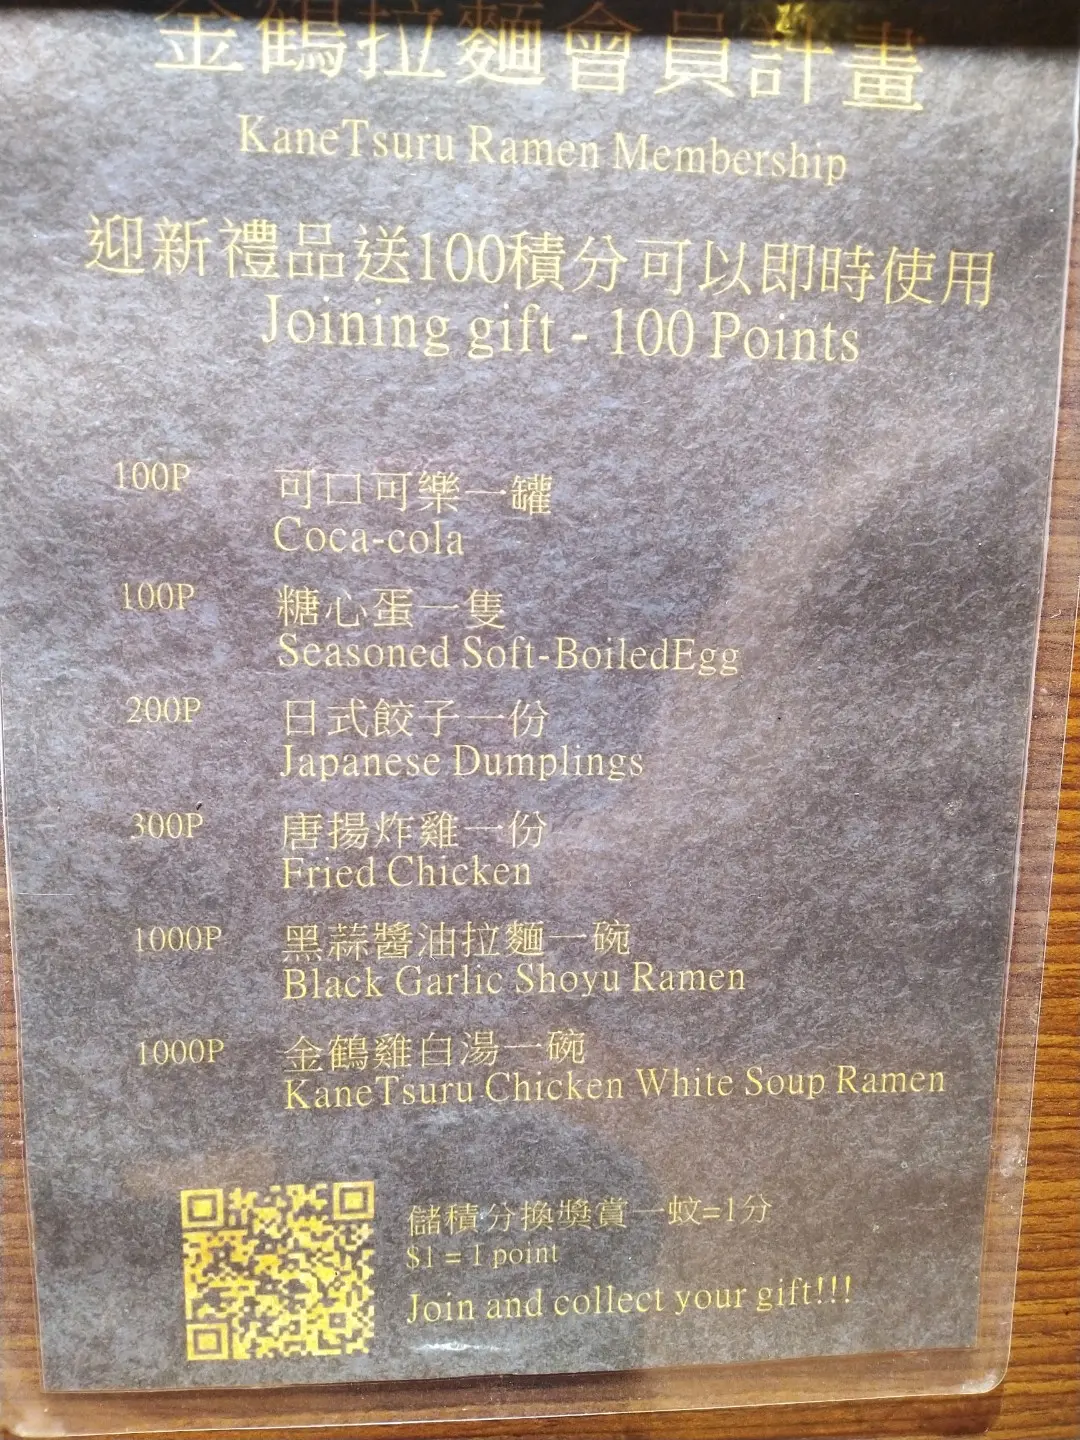 金鶴拉麵會員計畫
KaneTsuru Ramen Membership
迎新禮品送100積分可以即時使用
Joining gift - 100 Points
100P 可口可樂一罐
Coca-cola
100P 糖心蛋一隻
Seasoned Soft-BoiledEgg
200P 日式餃子一份
Japanese Dumplings
300P 唐揚炸雞一份
Fried Chicken
1000P 黑蒜醬油拉麵一碗
Black Garlic Shoyu Ramen
1000P 金鶴雞白湯一碗
KaneTsuru Chicken White Soup Ramen
儲積分換獎賞一蚊=1分
$1 = 1 point
Join and collect your gift!!!